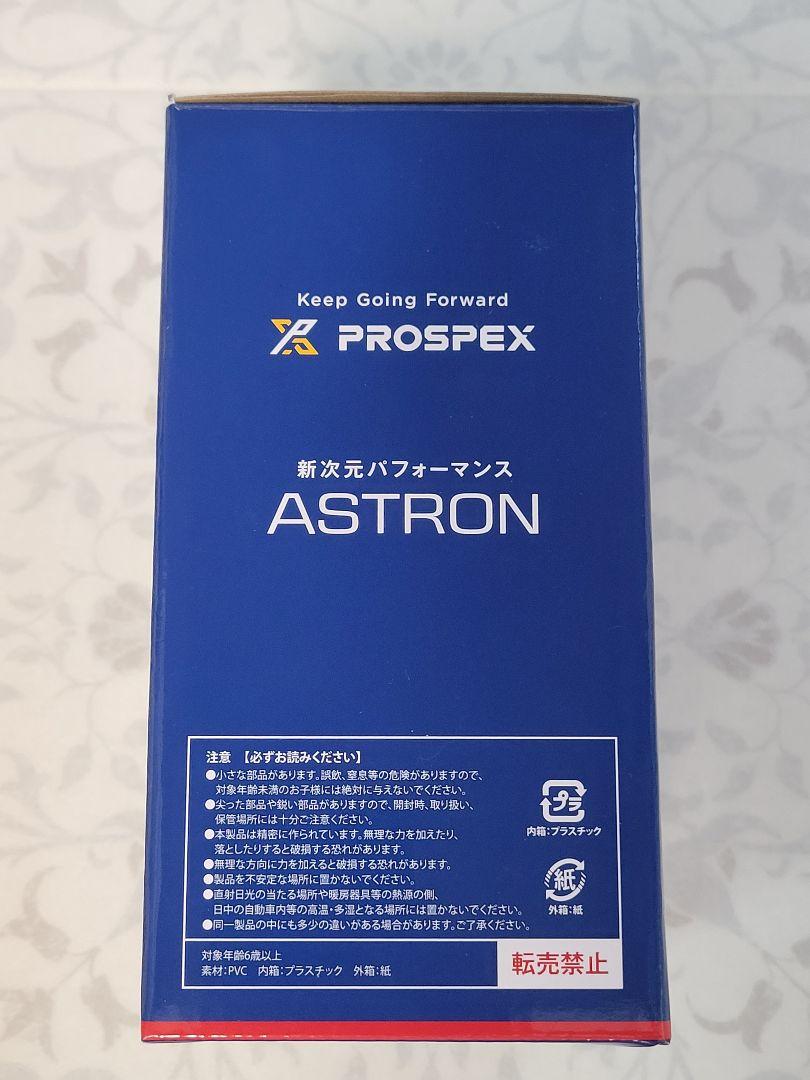 Keep Going Forward
PROSPEX
新次元パフォーマンス
ASTRON
注意 【必ずお読みください】
●小さな部品があります。誤飲、窒息等の危険がありますので、
対象年齢未満のお子様には絶対に与えないでください。
●尖った部品や鋭い部品がありますので、開封時、取り扱い、
保管場所には十分ご注意ください。
●本製品は精密に作られています。無理な力を加えたり、
落としたりすると破損する恐れがあります。
●無理な方向に力を加えると破損する恐れがあります。
●製品を不安定な場所に置かないでください。
●直射日光の当たる場所や暖房器具等の熱源の側、
日中の自動車内等の高温・多湿となる場所には置かないでください。
●同一製品の中にも多少の違いがある場合があります。ご了承ください。
プラ
内箱:プラスチック
紙
外箱:紙
対象年齢6歳以上
素材:PVC 内箱:プラスチック 外箱:紙
転売禁止